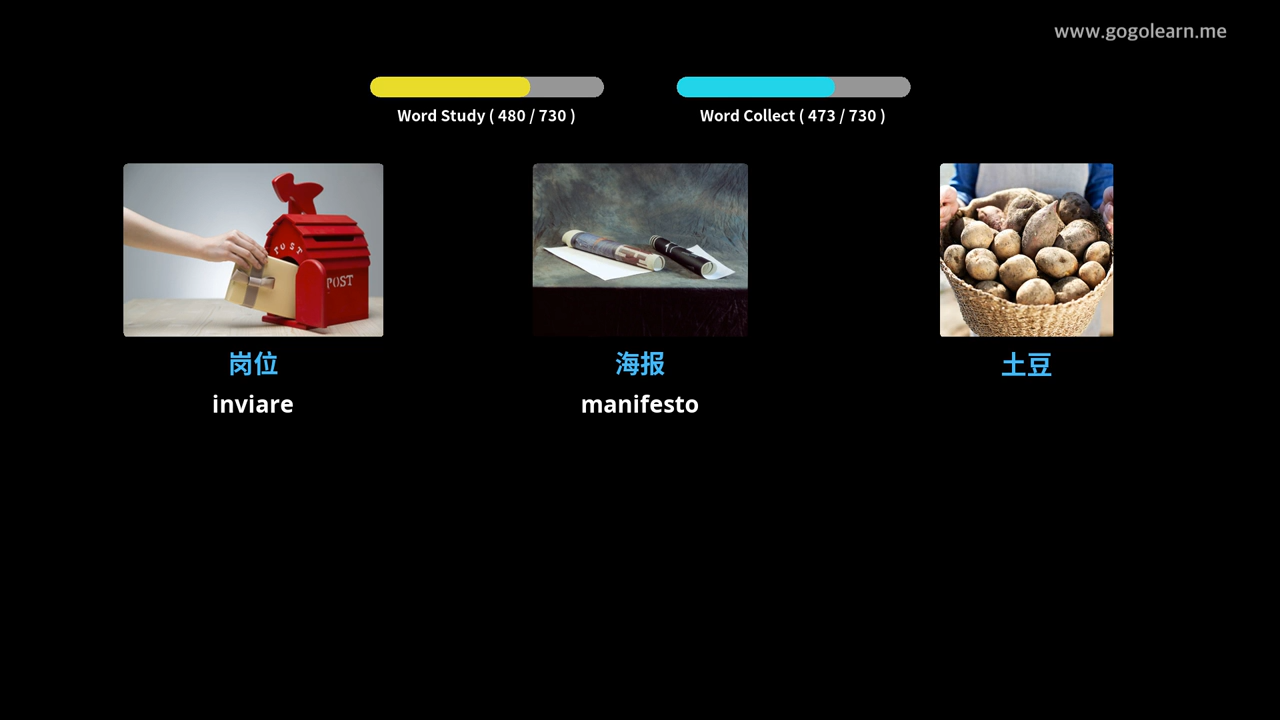 www.gogolearn.me
Word Study ( 480 / 730 )
Word Collect ( 473 / 730 )
POST
POST
岗位
海报
土豆
inviare
manifesto